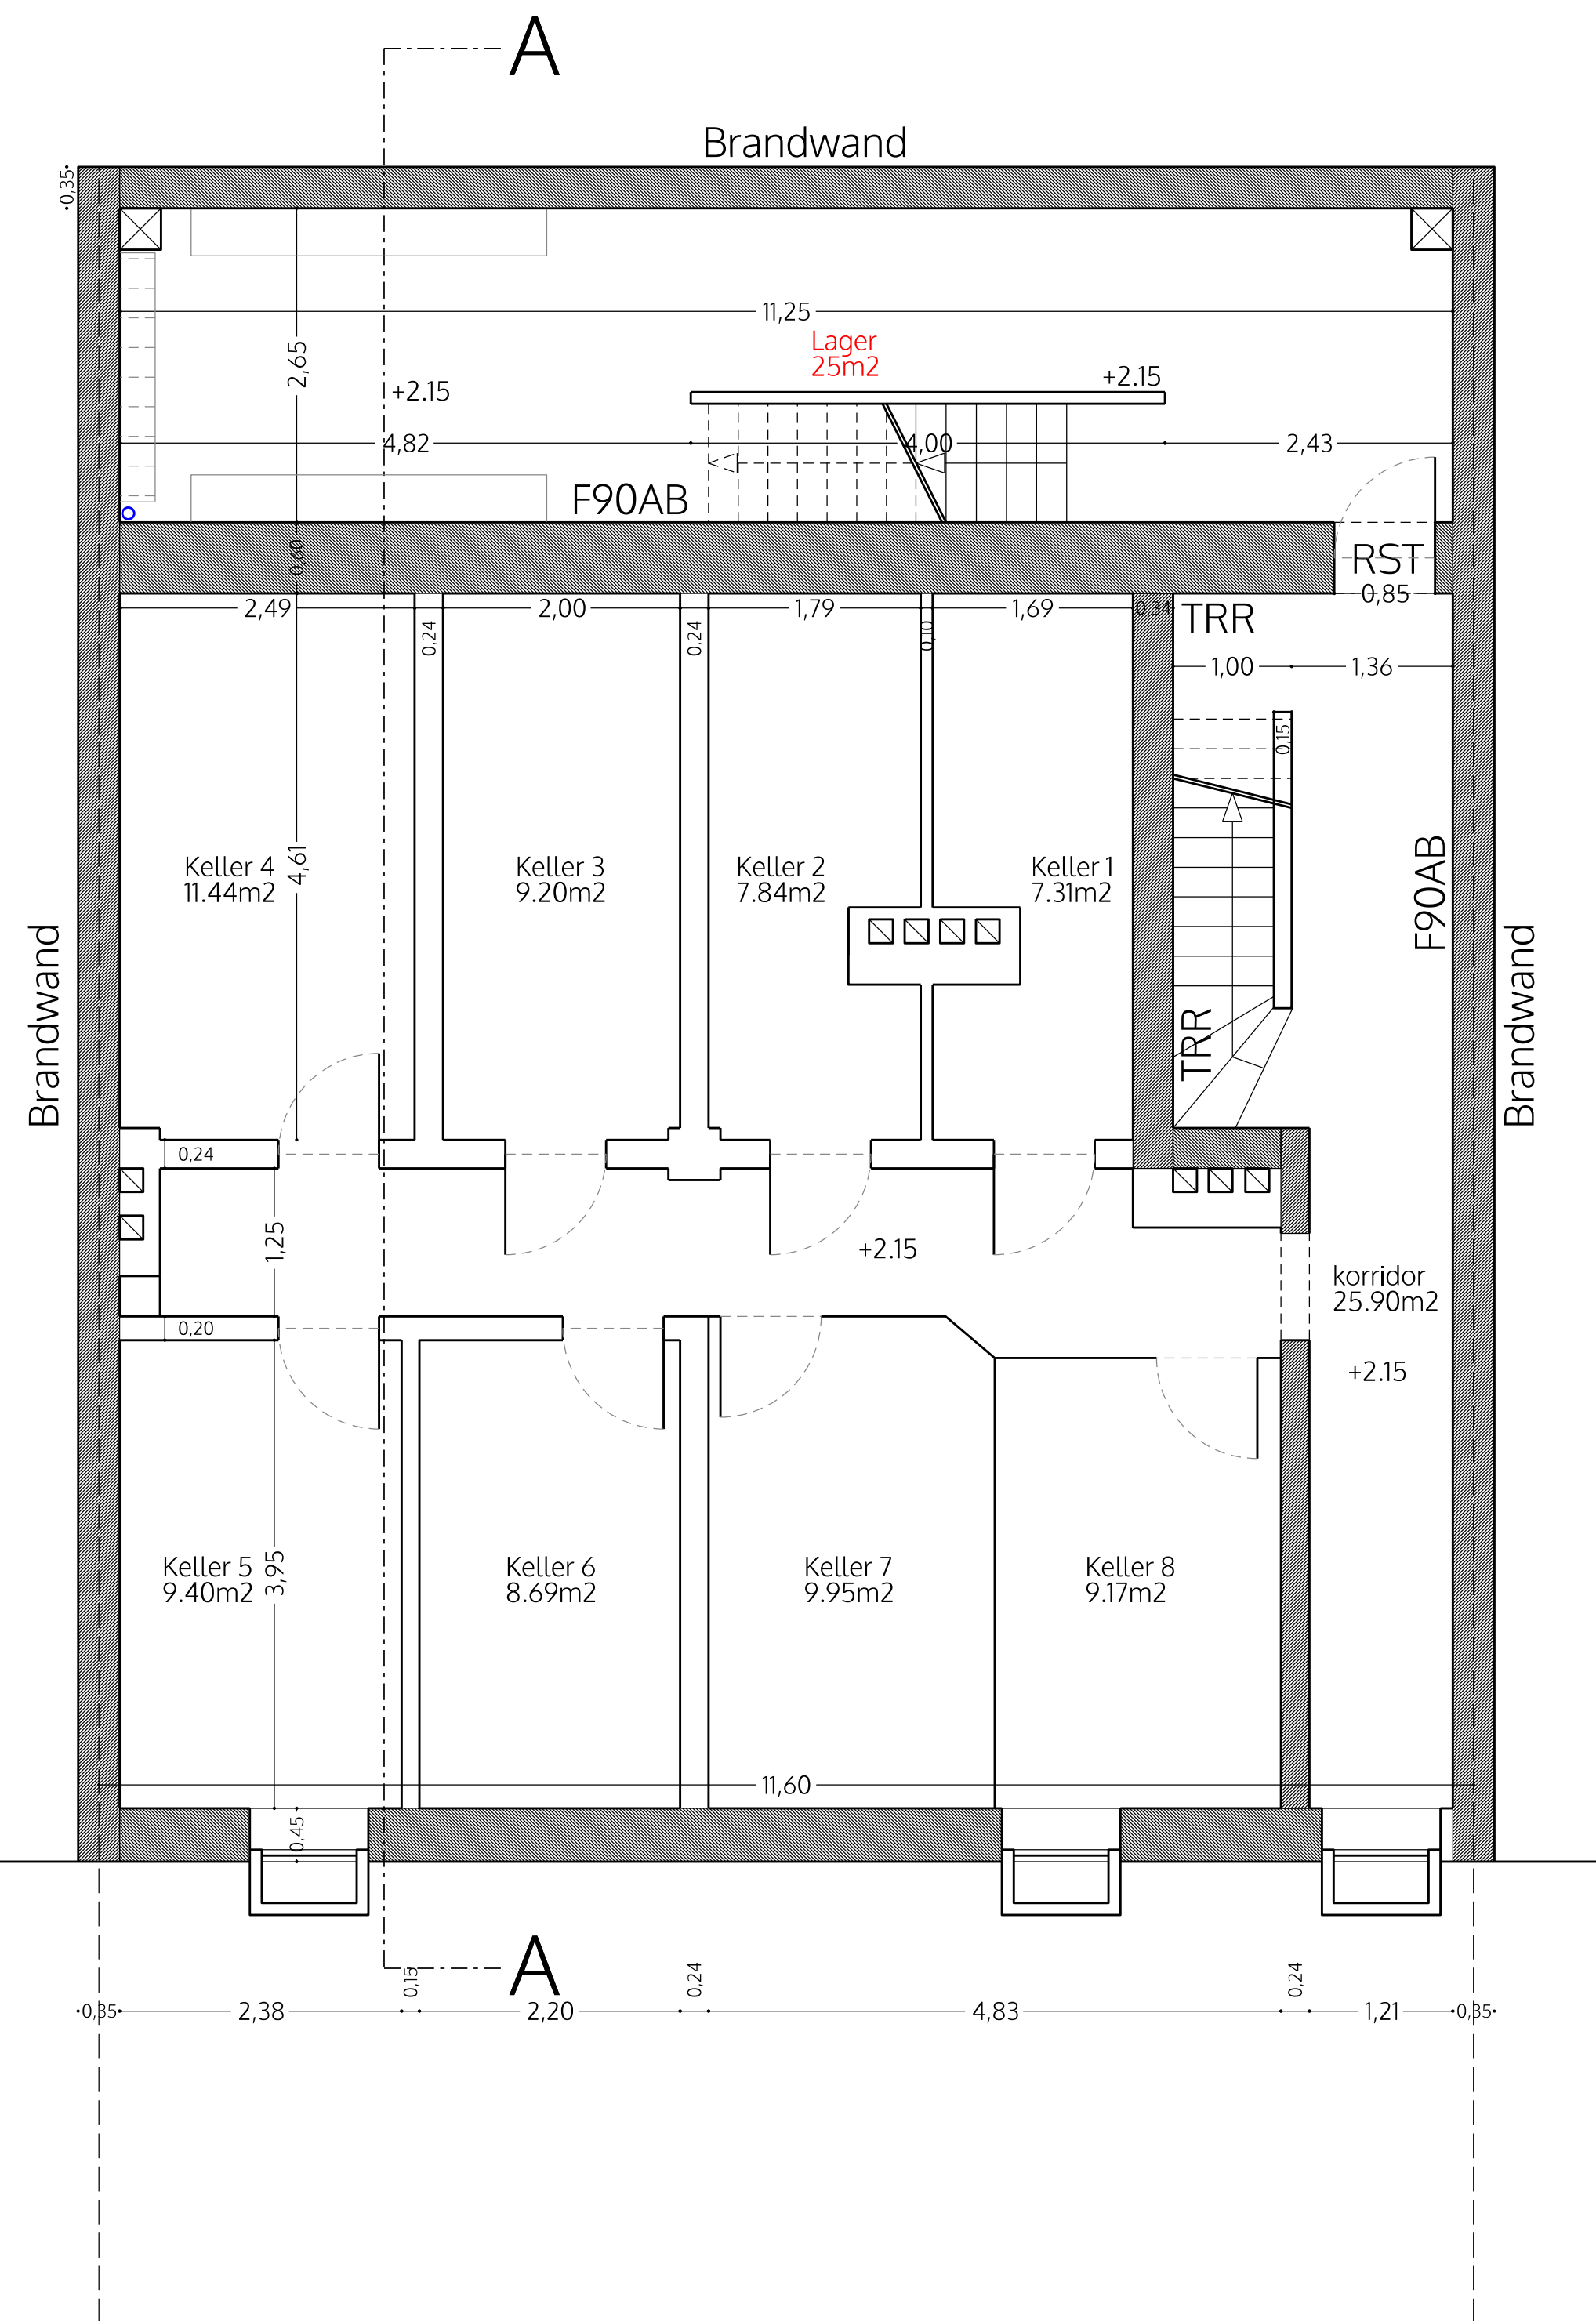 A
Brandwand
0,35
11,25
Lager
25m2
2,65
+2.15
+2.15
4,82
4,00
2,43
F90AB
0,60
RST
0,85
2,49
2,00
1,79
1,69
0,34
TRR
0,24
0,24
0,10
1,00
1,36
0,15
Keller 4
11.44m2
4,61
Keller 3
9.20m2
Keller 2
7.84m2
Keller 1
7.31m2
F90AB
Brandwand
Brandwand
TRR
0,24
1,25
+2.15
korridor
25.90m2
0,20
+2.15
Keller 5
9.40m2
3,95
Keller 6
8.69m2
Keller 7
9.95m2
Keller 8
9.17m2
11,60
0,45
A
0,15
0,24
0,24
0,35
2,38
2,20
4,83
1,21
0,35